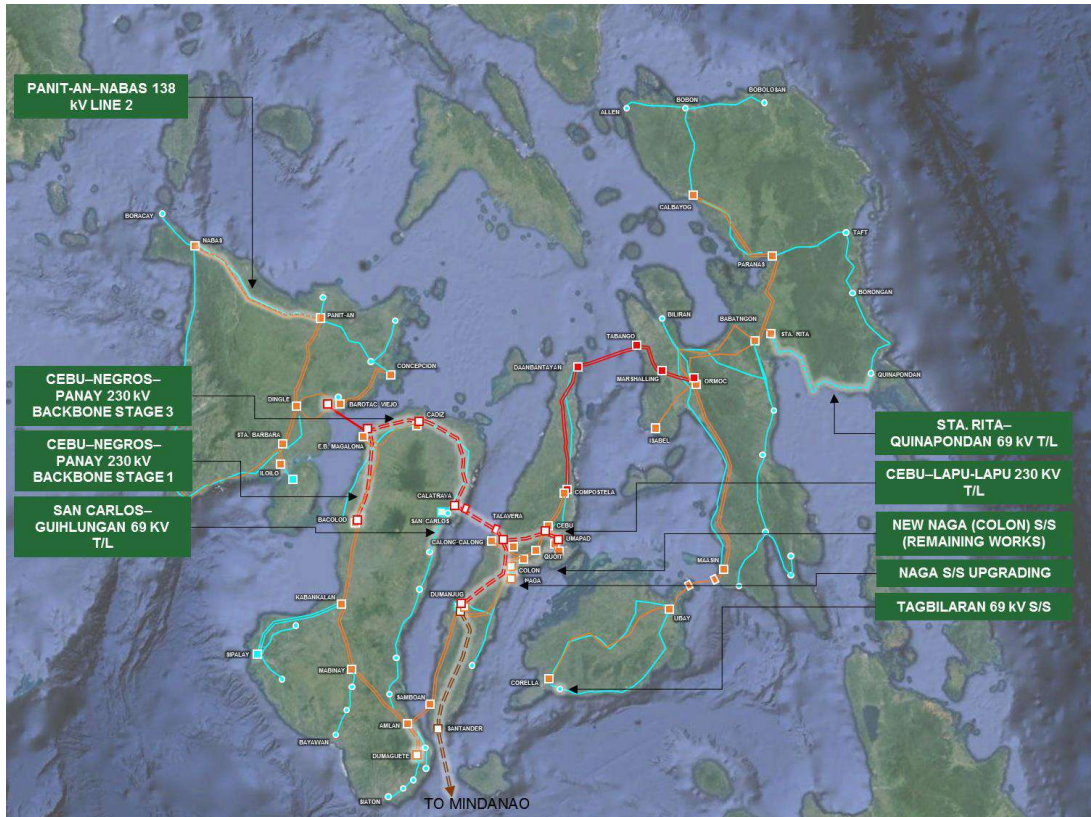 PANIT-AN–NABAS 138
kV LINE 2
CEBU–NEGROS–
PANAY 230 kV
BACKBONE STAGE 3
CEBU–NEGROS–
PANAY 230 kV
BACKBONE STAGE 1
SAN CARLOS–
GUIHLUNGAN 69 KV
T/L
STA. RITA–
QUINAPONDAN 69 kV T/L
CEBU–LAPU-LAPU 230 KV
T/L
NEW NAGA (COLON) S/S
(REMAINING WORKS)
NAGA S/S UPGRADING
TAGBILARAN 69 kV S/S
ALLEN
BOBON
BOBOLOSAN
CALBAYOG
BORACAY
NABAS
TAFT
PARANAS
BORONGAN
BILIRAN
BABATNGON
PANIT-AN
STA. RITA
TABANGO
DAANBANTAYAN
CONCEPCION
MARSHALLING
ORMOC
QUINAPONDAN
DINGLE
BAROTAC VIEJO
CADIZ
STA. BARBARA
E.B. MAGALONA
ISABEL
ILOILO
CALATRAVA
COMPOSTELA
BACOLOD
SAN CARLOS
TALAVERA
CEBU
CALONG-CALONG
UMAPAD
QUOIT
COLON
NAGA
MAASIN
KABANKALAN
DUMANJUG
UBAY
SIPALAY
MABINAY
CORELLA
SAMBOAN
AMLAN
SANTANDER
BAYAWAN
DUMAGUETE
SIATON
TO MINDANAO